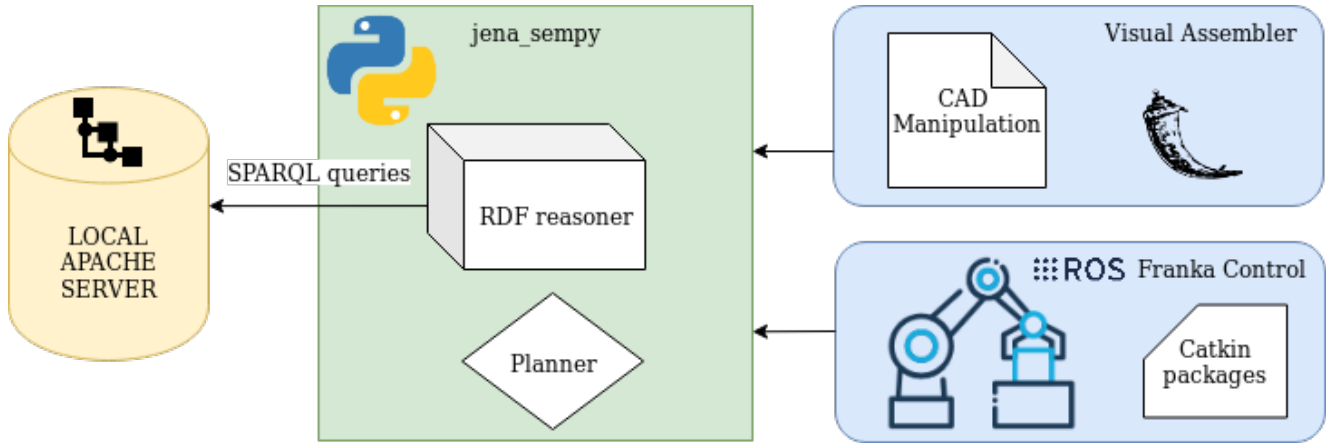 jena_sempy
Visual Assembler
CAD
Manipulation
SPARQL queries
RDF reasoner
LOCAL
APACHE
SERVER
ROS
Franka Control
Planner
Catkin
packages